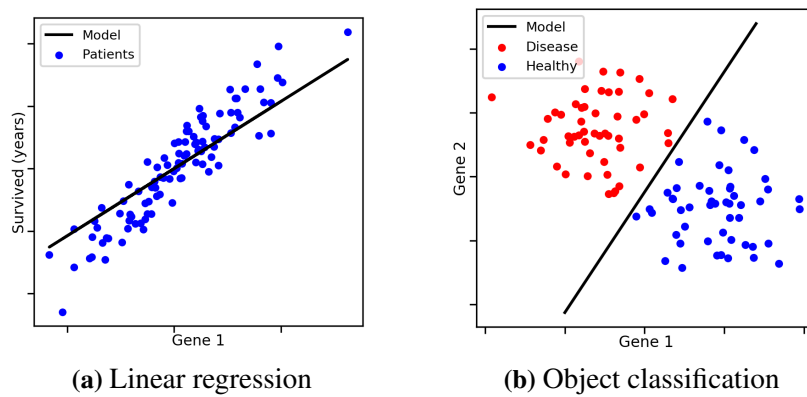 Model
Patients
Survived (years)
Gene 1
(a) Linear regression
Model
Disease
Healthy
Gene 2
Gene 1
(b) Object classification